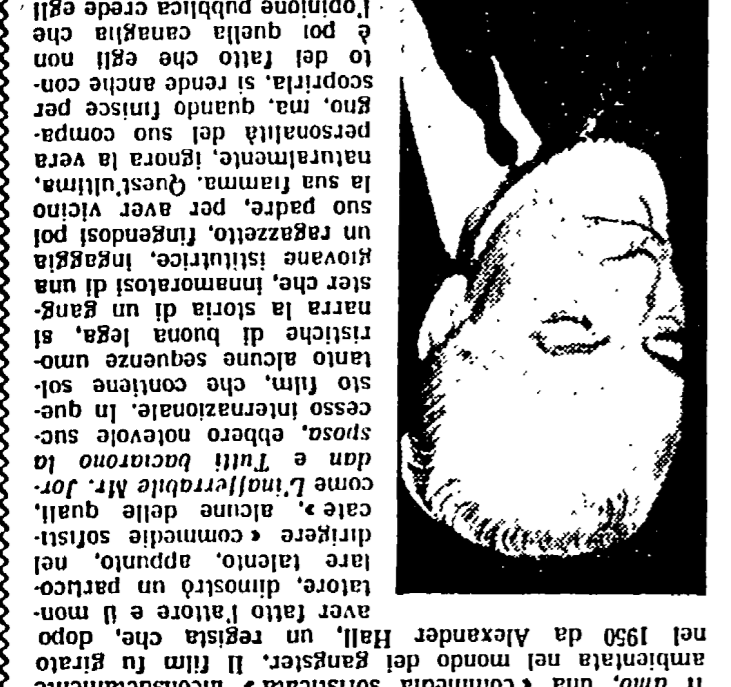 amo, una « commedia sofisticata » inconsuetamente
ambientata nel mondo dei gangster. Il film fu girato
nel 1950 da Alexander Hall, un regista che, dopo
aver fatto l'attore e il mon-
tatore, dimostrò un partico-
lare talento, appunto, nel
dirigere « commedie sofisti-
cate », alcune delle quali,
come L'inafferrabile Mr. Jor-
dan e Tutti baciarono la
sposa, ebbero notevole suc-
cesso internazionale. In que-
sto film, che contiene sol-
tanto alcune sequenze umo-
ristiche di buona lega, si
narra la storia di un gang-
ster che, innamoratosi di una
giovane istitutrice, ingaggia
un ragazzetto, fingendosi poi
suo padre, per aver vicino
la sua fiamma. Quest'ultima,
naturalmente, ignora la vera
personalità del suo compa-
gno, ma, quando finisce per
scoprirla, si rende anche con-
to del fatto che egli non
è poi quella canaglia che
l'opinione pubblica crede egli